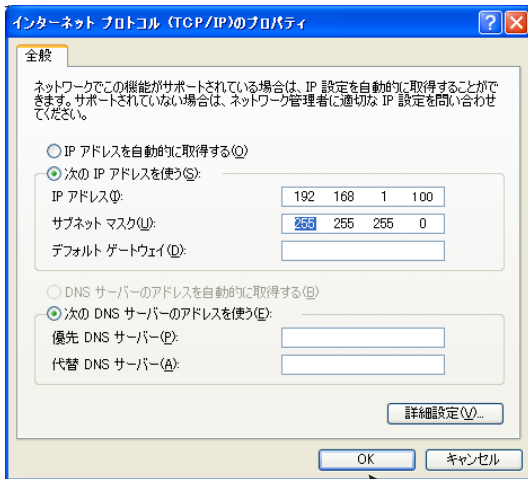 インターネット プロトコル (TCP/IP)のプロパティ
全般
ネットワークでこの機能がサポートされている場合は、IP 設定を自動的に取得することがで
きます。サポートされていない場合は、ネットワーク管理者に適切な IP 設定を問い合わせ
てください。
IP アドレスを自動的に取得する(O)
次の IP アドレスを使う(S):
IP アドレス(I): 192 168 1 100
サブネット マスク(U): 255 255 255 0
デフォルト ゲートウェイ(D):
DNS サーバーのアドレスを自動的に取得する(B)
次の DNS サーバーのアドレスを使う(E):
優先 DNS サーバー(P):
代替 DNS サーバー(A):
詳細設定(V)...
OK キャンセル